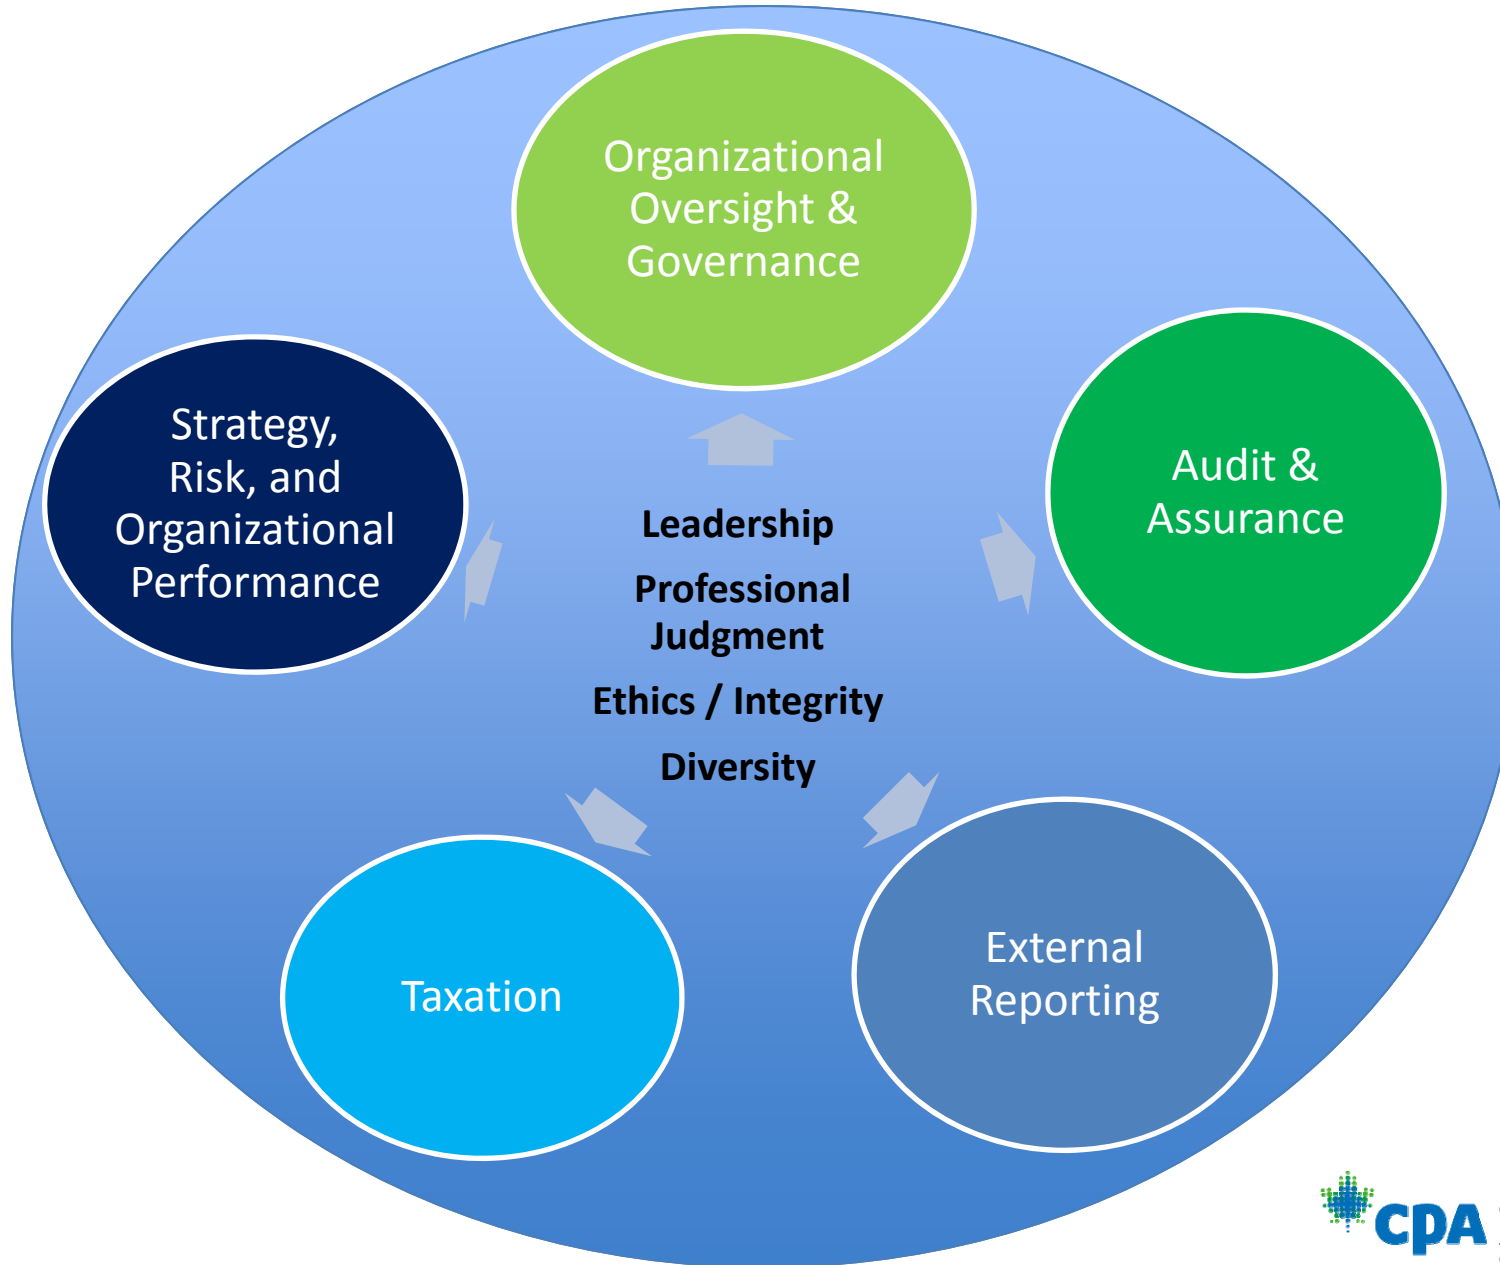 Organizational
Oversight &
Governance
Strategy,
Risk, and
Organizational
Performance
Audit &
Assurance
Leadership
Professional
Judgment
Ethics / Integrity
Diversity
Taxation
External
Reporting
CPA